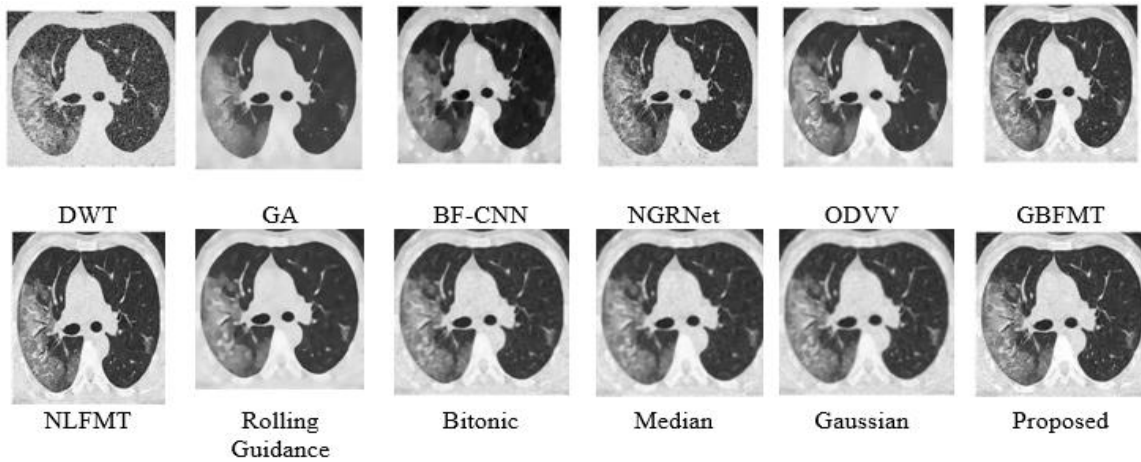 DWT GA BF-CNN NGRNet ODVV GBFMT
NLFMT Rolling Bitonic Median Gaussian Proposed
Guidance